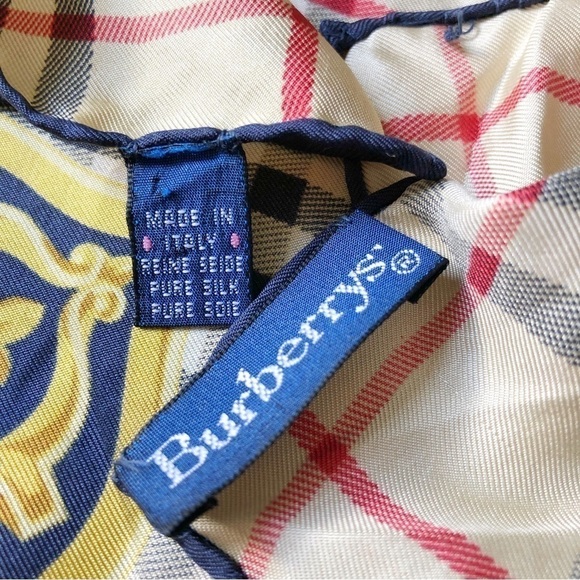 MADE IN
ITALY
REINE SEIDE
PURE SILK
PURE SOIE
Burberrys'®